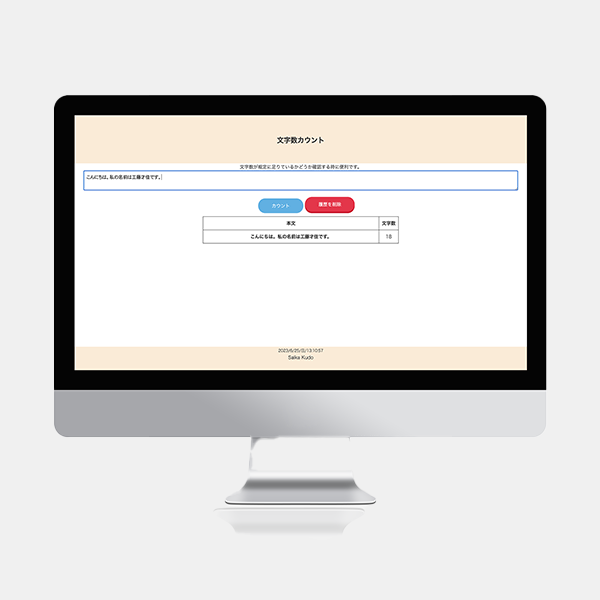 文字数カウント
文字数が規定に足りているかどうか確認する時に便利です。
こんにちは。私の名前は工藤才佳です。
カウント 履歴を削除
本文 文字数
こんにちは。私の名前は工藤才佳です。 18
2023/6/25/日/13:10:57
Saika Kudo